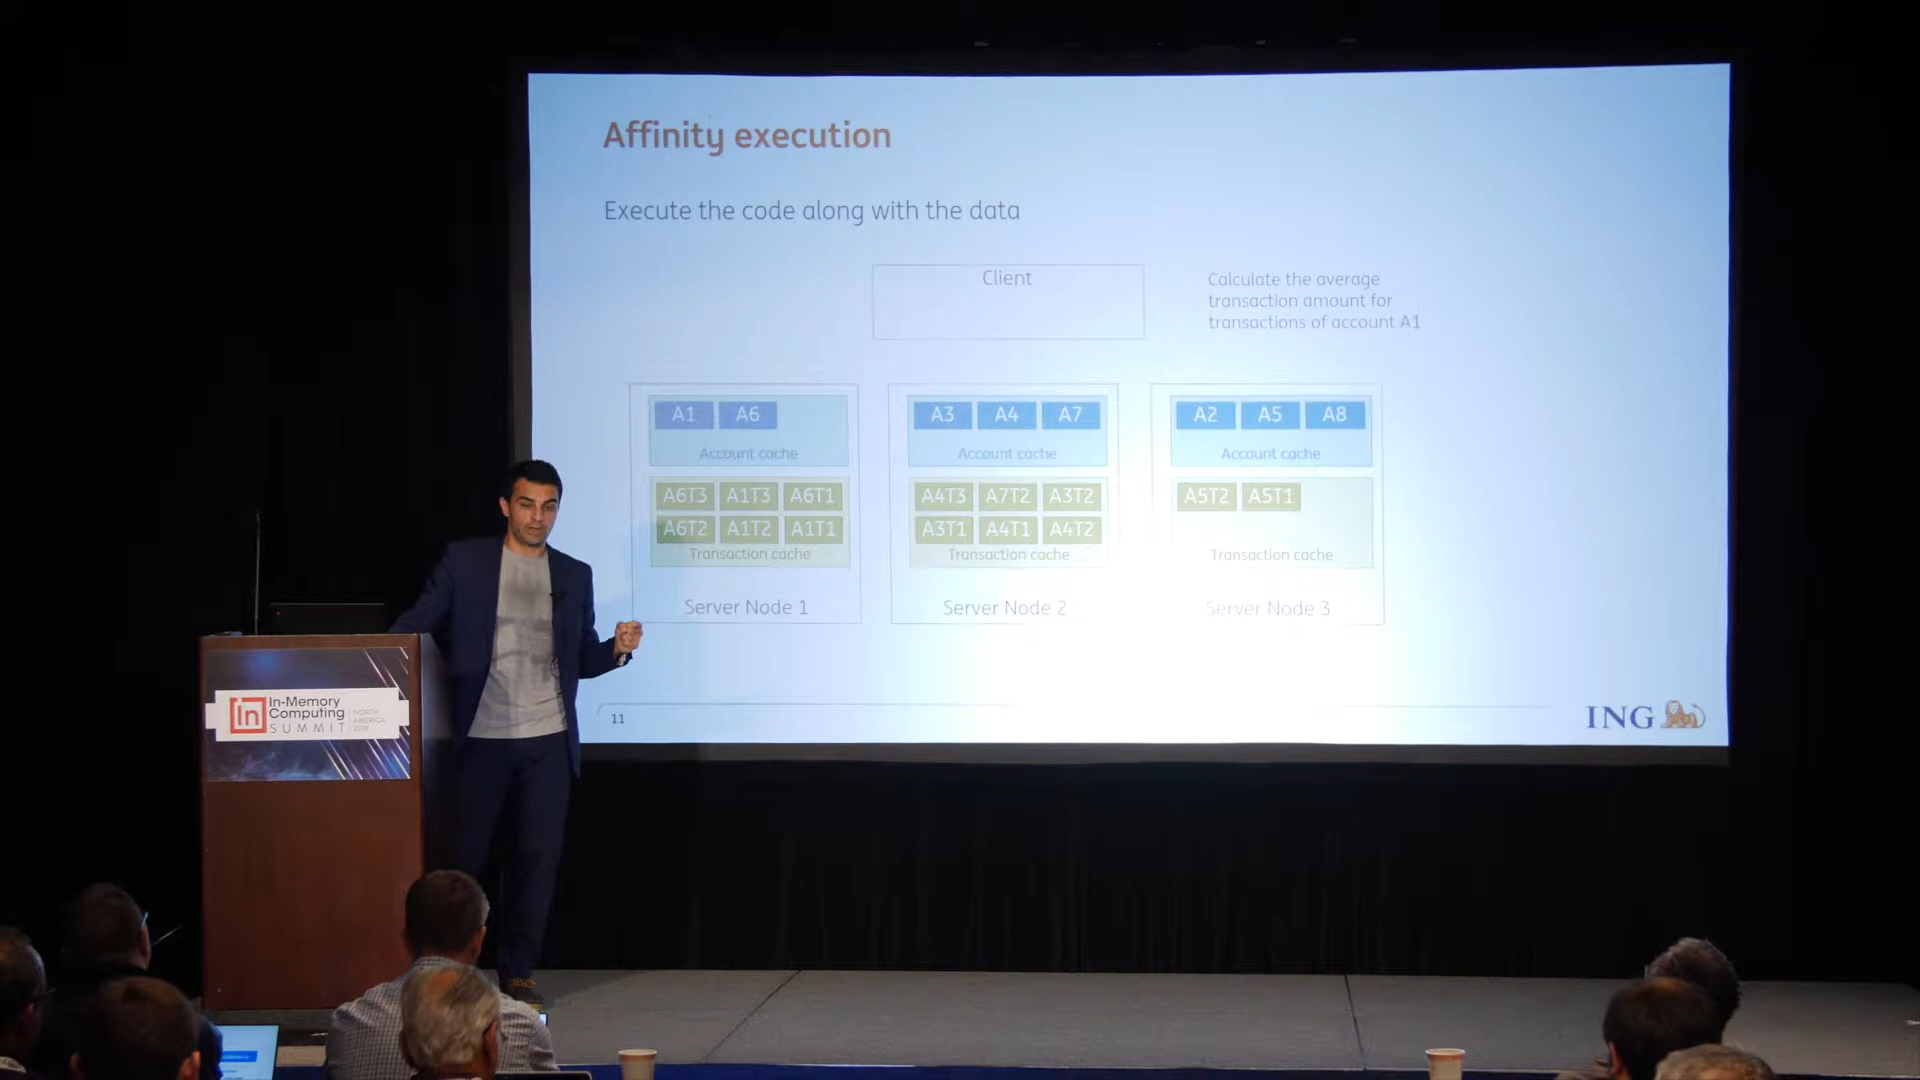 Affinity execution
Execute the code along with the data
Client
Calculate the average
transaction amount for
transactions of account A1
A1 A6
Account cache
A6T3 A1T3 A6T1
A6T2 A1T2 A1T1
Transaction cache
Server Node 1
A3 A4 A7
Account cache
A4T3 A7T2 A3T2
A3T1 A4T1 A4T2
Transaction cache
Server Node 2
A2 A5 A8
Account cache
A5T2 A5T1
Transaction cache
Server Node 3
11
ING
In
In-Memory
Computing
SUMMIT
NORTH
AMERICA